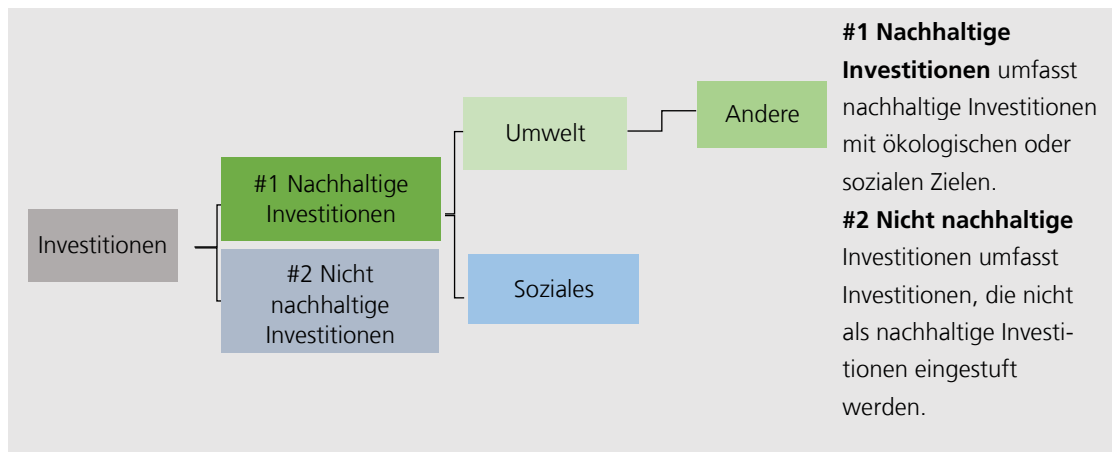 Investitionen
#1 Nachhaltige
Investitionen
#2 Nicht
nachhaltige
Investitionen
Umwelt
Soziales
Andere
#1 Nachhaltige
Investitionen umfasst
nachhaltige Investitionen
mit ökologischen oder
sozialen Zielen.
#2 Nicht nachhaltige
Investitionen umfasst
Investitionen, die nicht
als nachhaltige Investi-
tionen eingestuft
werden.